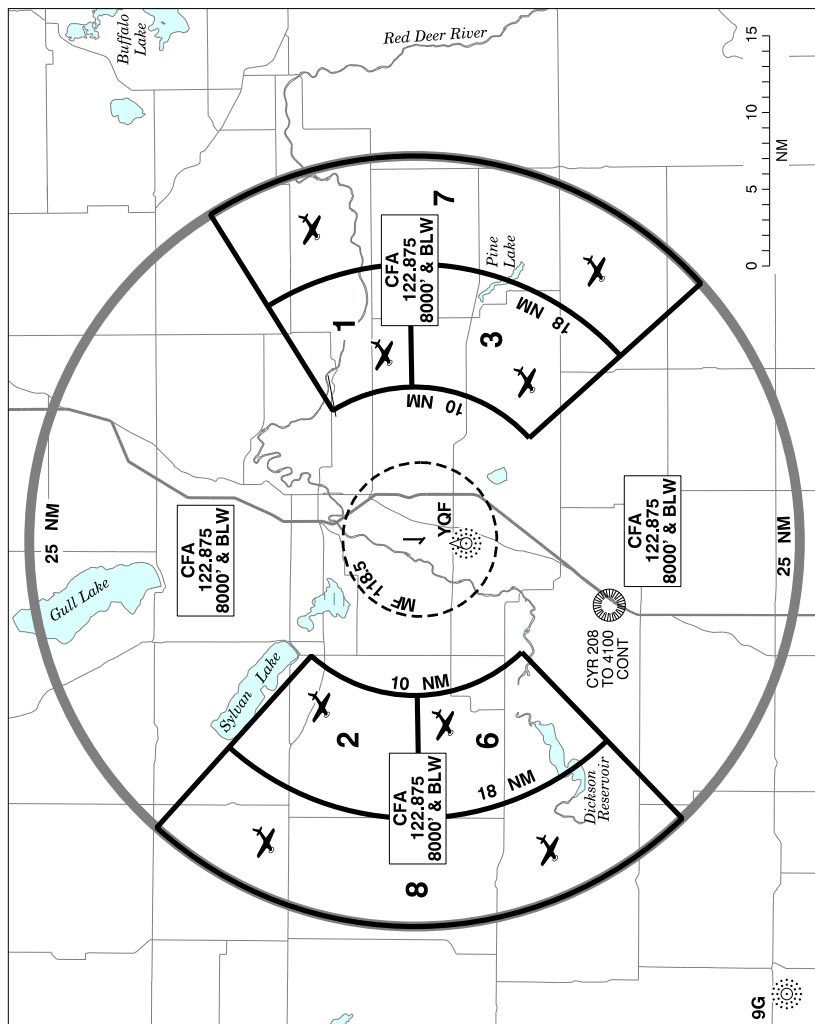 Buffalo
Lake
Red Deer River
15
10
5
0
NM
7
CFA
122.875
8000' & BLW
Pine
Lake
1
3
18 NM
10 NM
25 NM
Gull Lake
CFA
122.875
8000' & BLW
YQF
MF 118.5
CFA
122.875
8000' & BLW
25 NM
CYR 208
TO 4100
CONT
Sylvan Lake
10 NM
2
6
CFA
122.875
8000' & BLW
18 NM
Dickson
Reservoir
8
9G